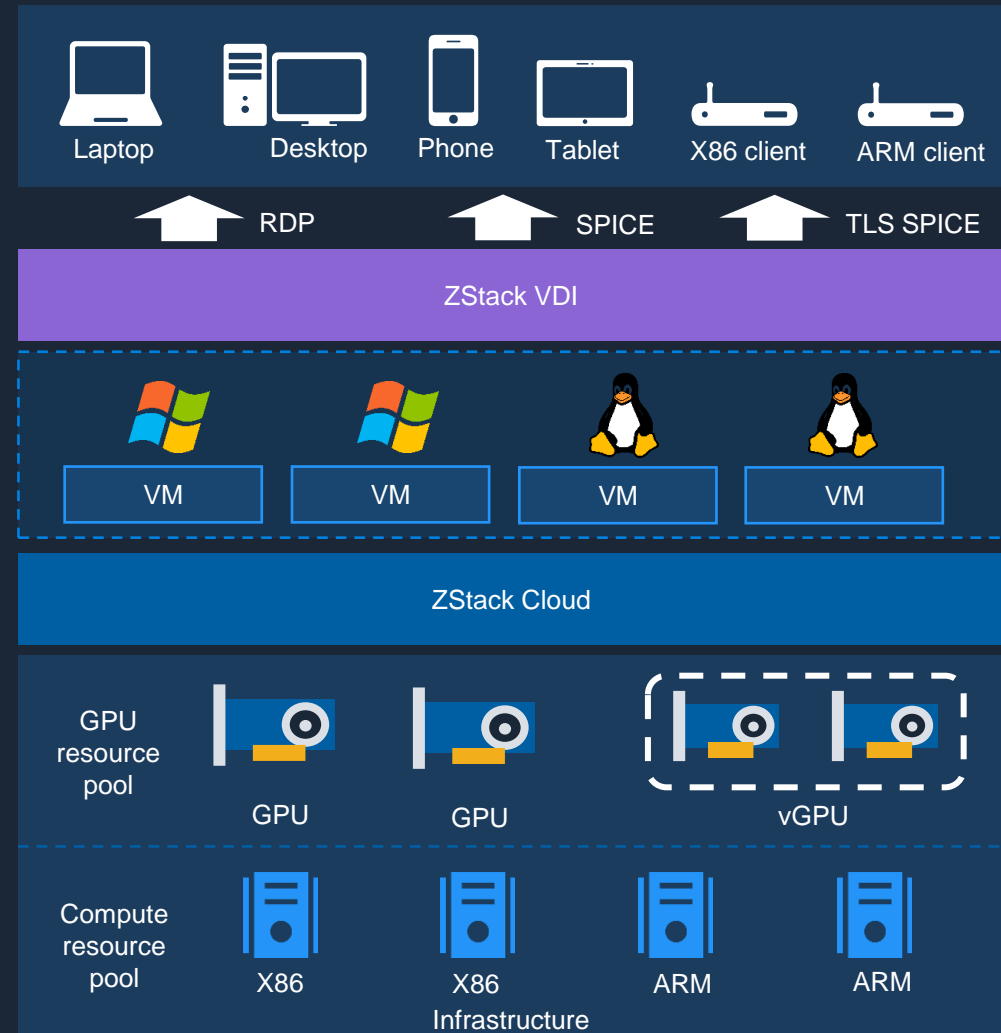 Laptop
Desktop
Phone
Tablet
X86 client
ARM client
RDP
SPICE
TLS SPICE
ZStack VDI
VM
VM
VM
VM
ZStack Cloud
GPU
resource
pool
GPU
GPU
vGPU
Compute
resource
pool
X86
X86
ARM
ARM
Infrastructure